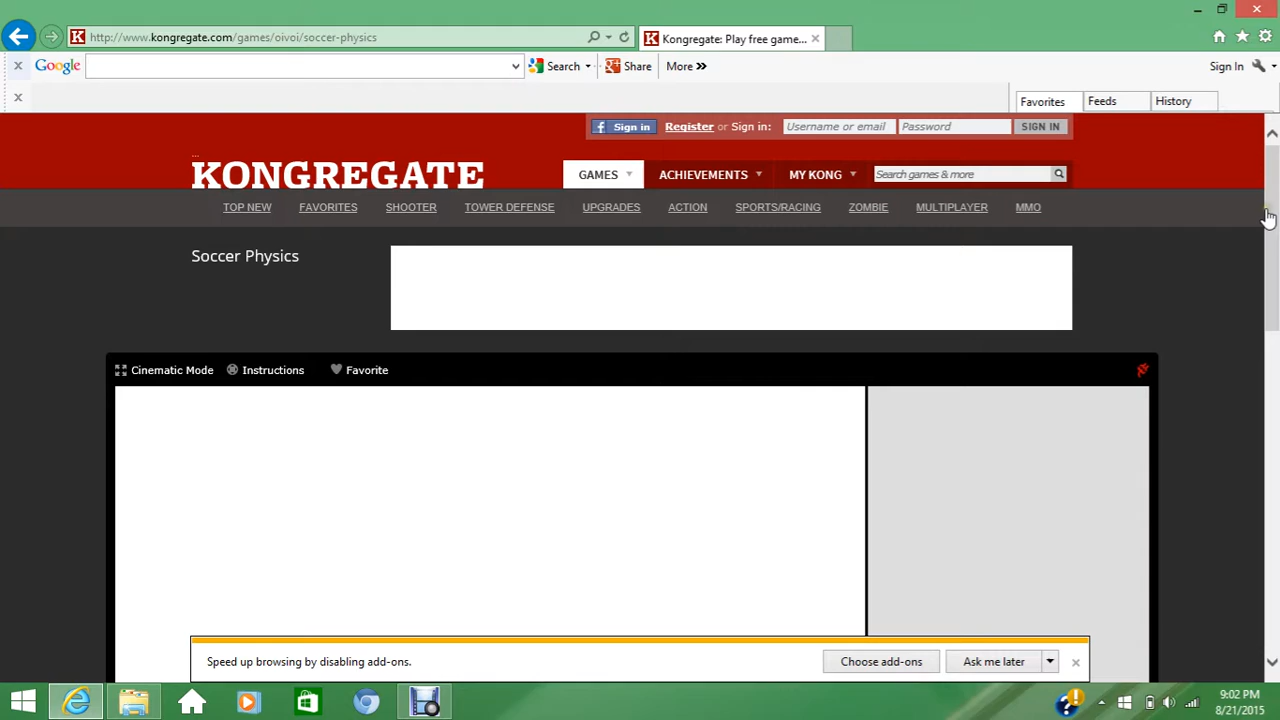 http://www.kongregate.com/games/oivoi/soccer-physics
Kongregate: Play free game...
Google
Search
Share
More »
Sign In
Favorites
Feeds
History
f Sign in
Register or Sign in:
Username or email
Password
SIGN IN
...
KONGREGATE
GAMES
ACHIEVEMENTS
MY KONG
Search games & more
TOP NEW
FAVORITES
SHOOTER
TOWER DEFENSE
UPGRADES
ACTION
SPORTS/RACING
ZOMBIE
MULTIPLAYER
MMO
Soccer Physics
Cinematic Mode
Instructions
Favorite
Speed up browsing by disabling add-ons.
Choose add-ons
Ask me later
9:02 PM
8/21/2015